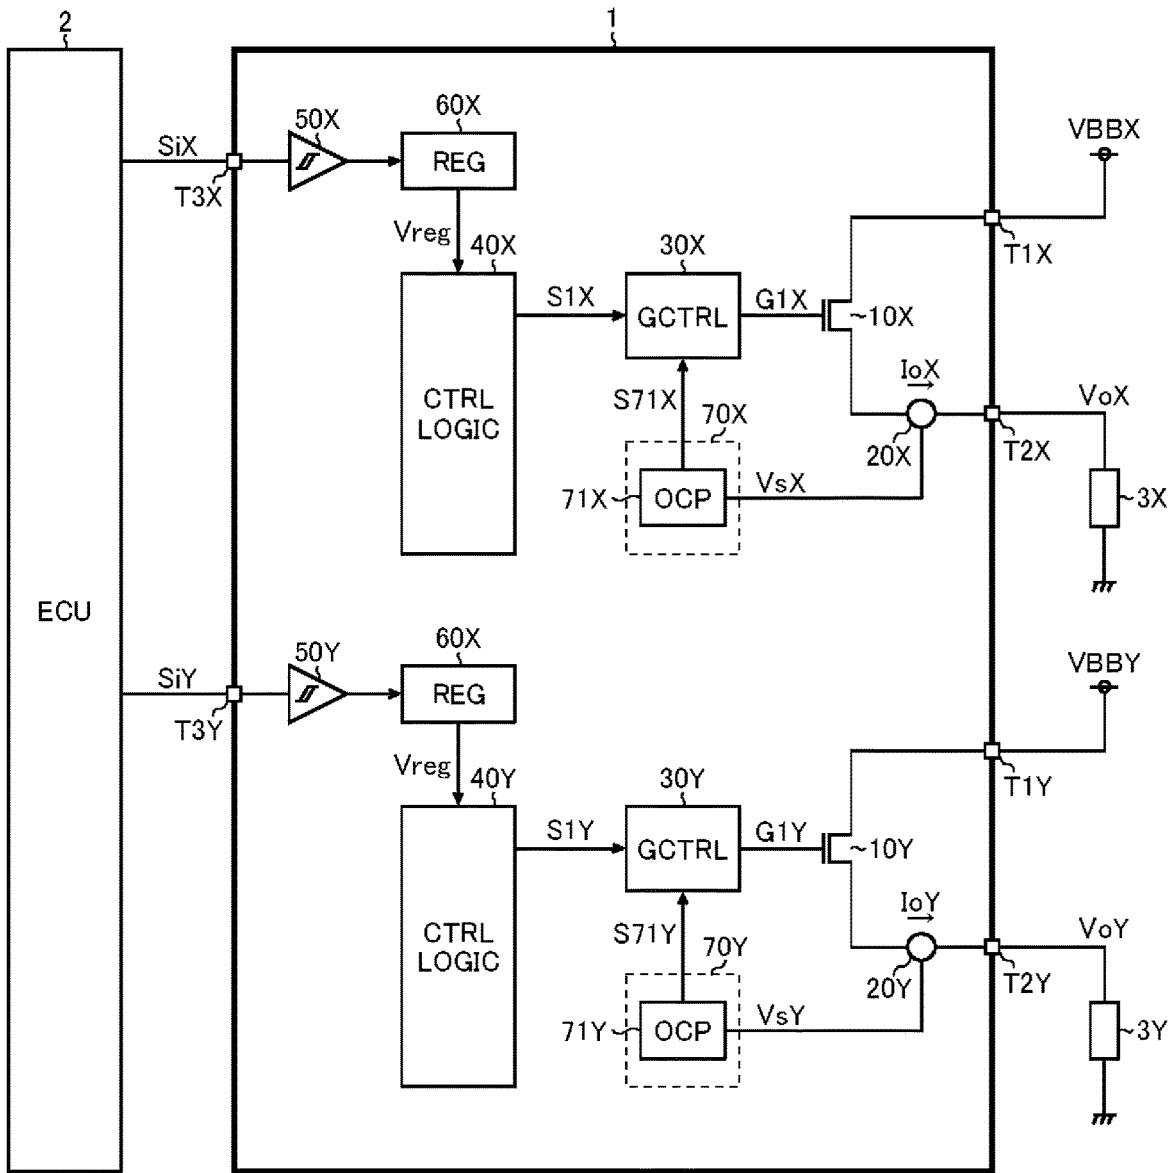 2
1
50X
60X
VBBX
SiX
REG
T3X
Vreg
40X
30X
T1X
S1X
GCTRL
G1X
10X
IoX
CTRL
LOGIC
S71X
70X
VoX
20X
T2X
71X
OCP
VsX
3X
ECU
50Y
60X
VBBY
SiY
REG
T3Y
Vreg
40Y
30Y
T1Y
S1Y
GCTRL
G1Y
10Y
IoY
CTRL
LOGIC
S71Y
70Y
VoY
20Y
T2Y
71Y
OCP
VsY
3Y